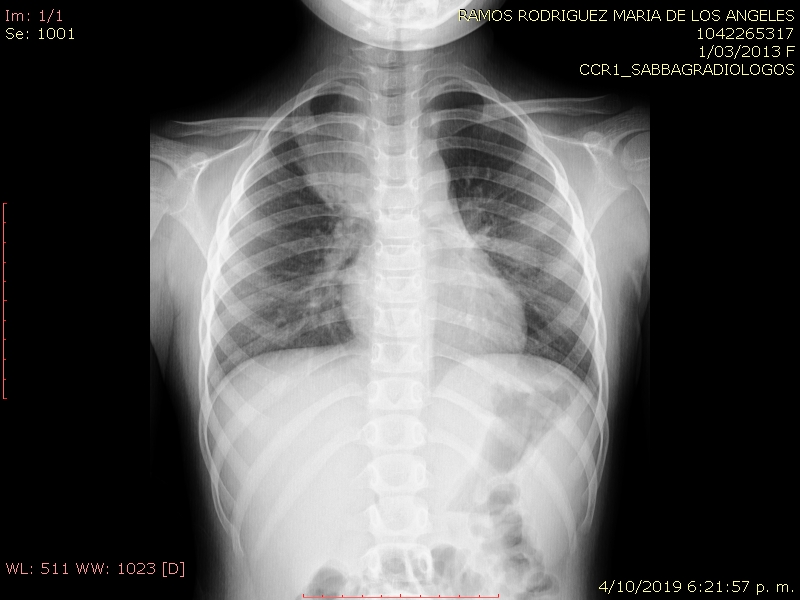 Im: 1/1
Se: 1001
RAMOS RODRIGUEZ MARIA DE LOS ANGELES
1042265317
1/03/2013 F
CCR1_SABBAGRADIOLOGOS
WL: 511 WW: 1023 [D]
4/10/2019 6:21:57 p. m.